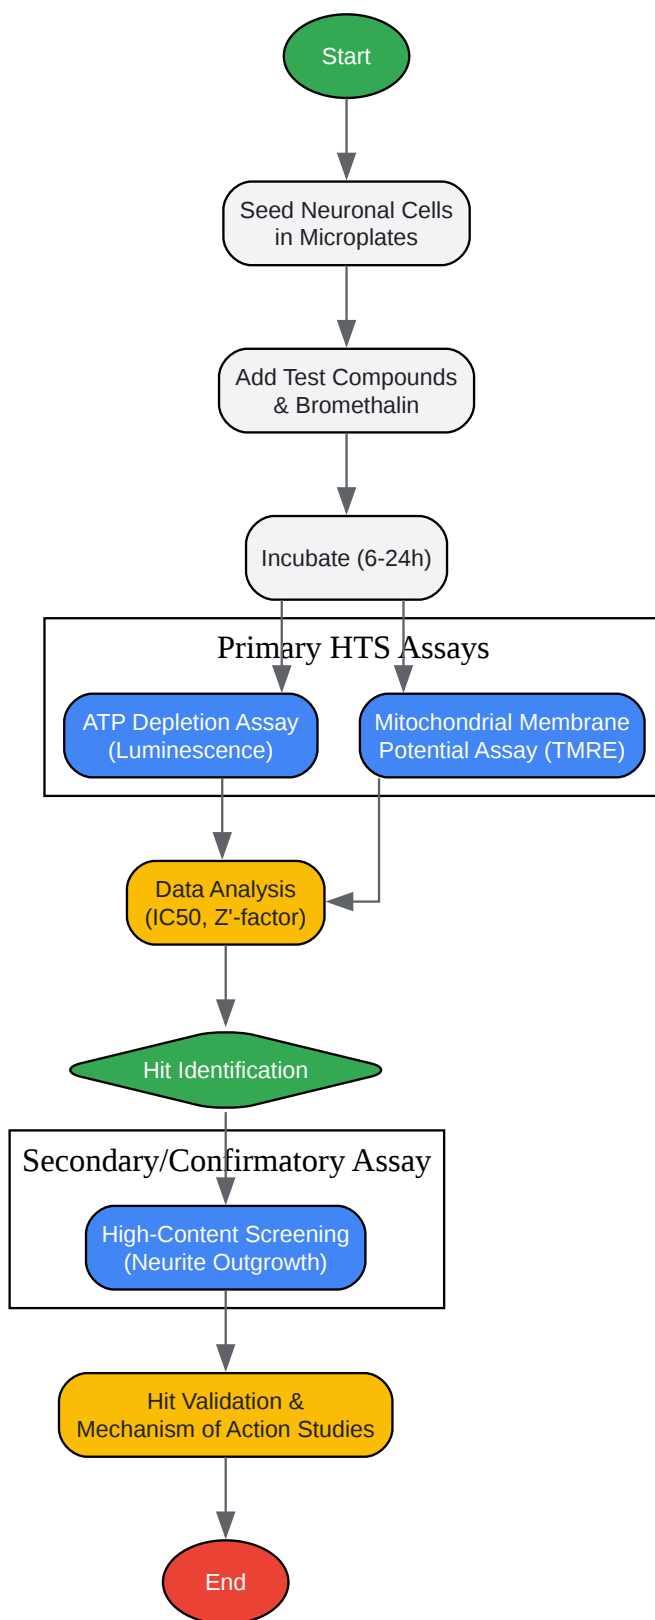 Start
Seed Neuronal Cells
in Microplates
Add Test Compounds
& Bromethalin
Incubate (6-24h)
Primary HTS Assays
ATP Depletion Assay
(Luminescence)
Mitochondrial Membrane
Potential Assay (TMRE)
Data Analysis
(IC50, Z'-factor)
Hit Identification
Secondary/Confirmatory Assay
High-Content Screening
(Neurite Outgrowth)
Hit Validation &
Mechanism of Action Studies
End